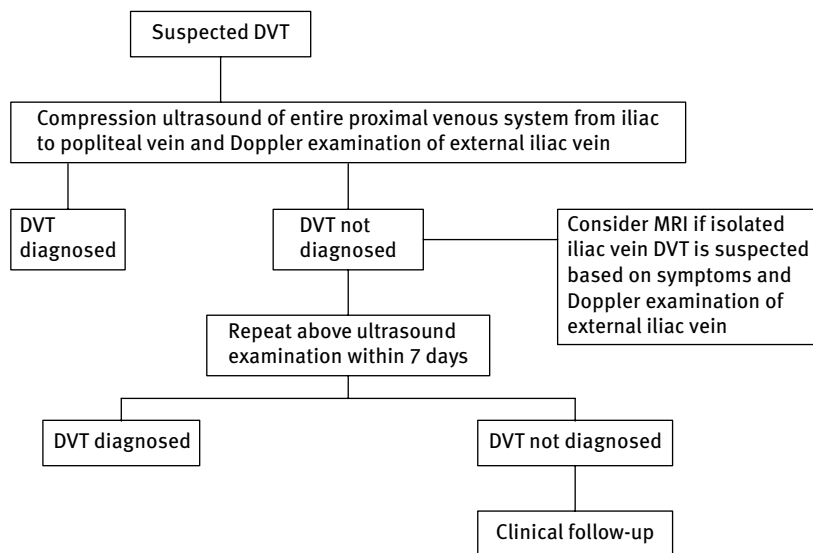 Suspected DVT
Compression ultrasound of entire proximal venous system from iliac
to popliteal vein and Doppler examination of external iliac vein
DVT
diagnosed
DVT not
diagnosed
Consider MRI if isolated
iliac vein DVT is suspected
based on symptoms and
Doppler examination of
external iliac vein
Repeat above ultrasound
examination within 7 days
DVT diagnosed
DVT not diagnosed
Clinical follow-up